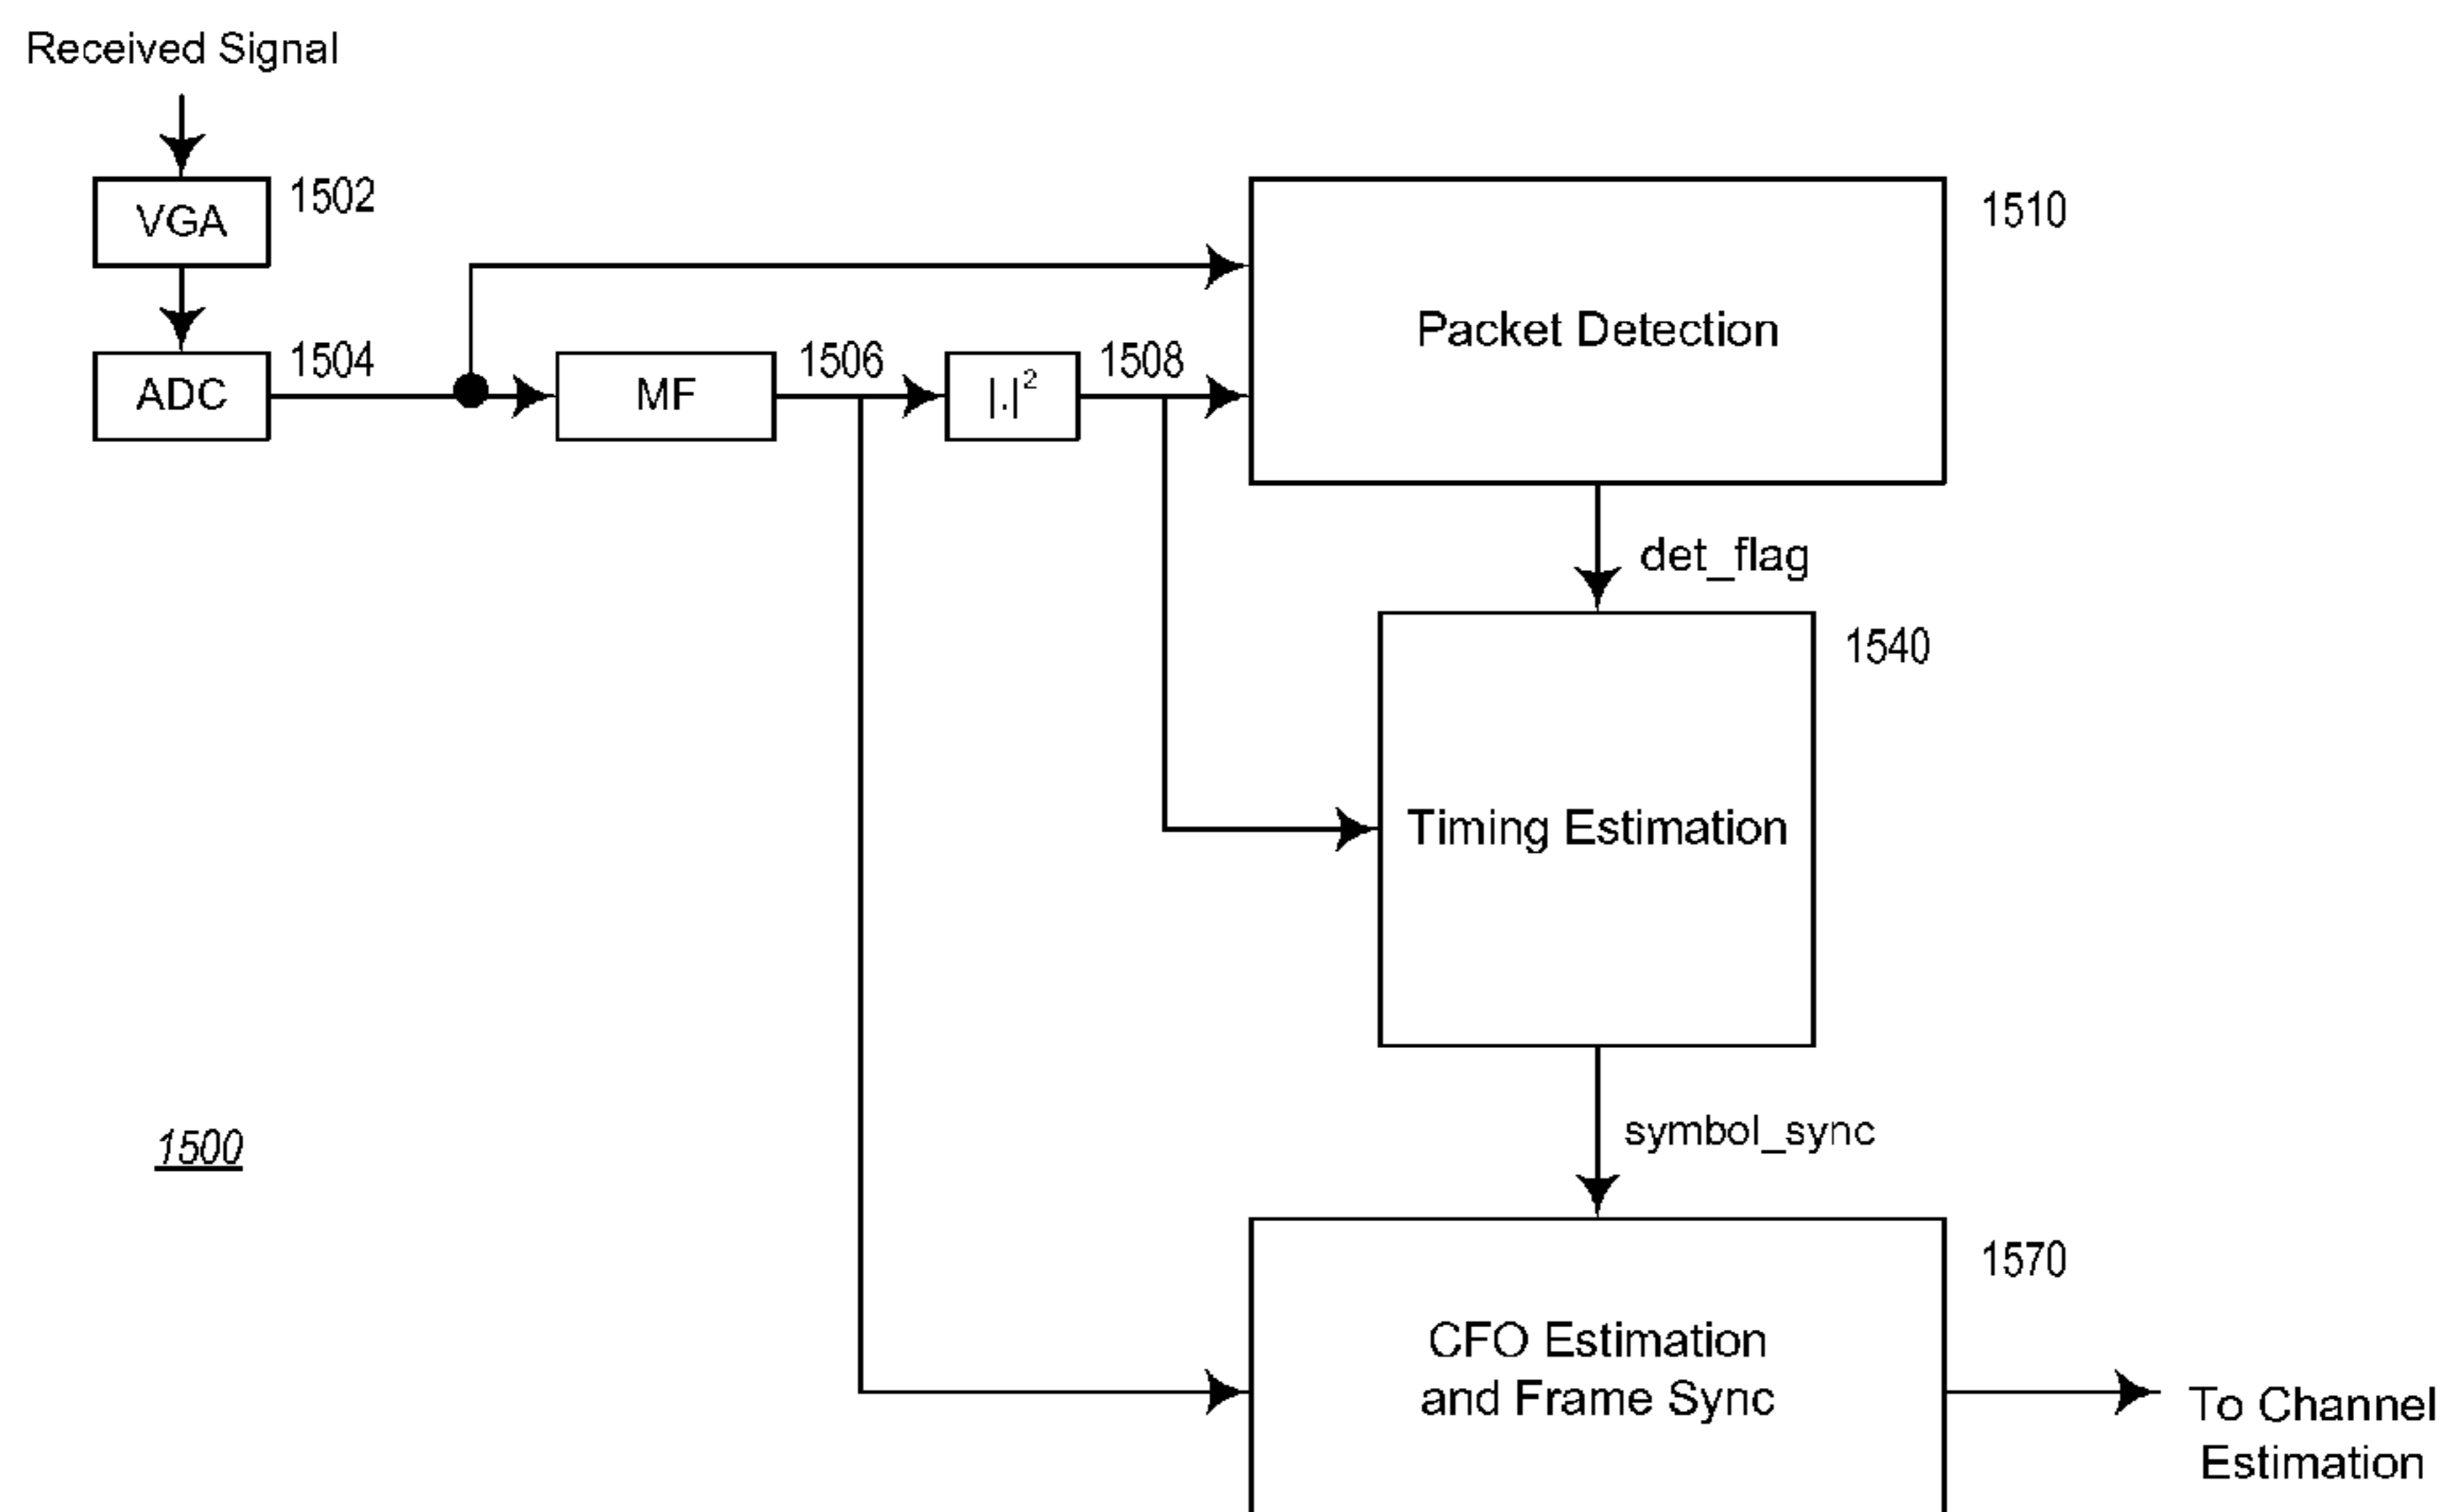 Received Signal
VGA
1502
1510
Packet Detection
ADC
1504
MF
1506
|.|²
1508
det_flag
1540
Timing Estimation
1500
symbol_sync
1570
CFO Estimation
and Frame Sync
To Channel
Estimation